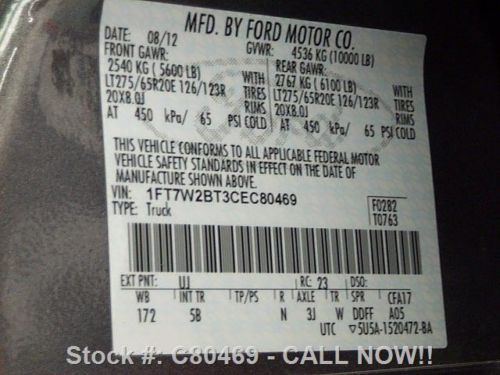 MFD. BY FORD MOTOR CO.
DATE: 08/12 GVWR: 4536 KG (10000 LB)
FRONT GAWR: REAR GAWR:
2540 KG ( 5600 LB) WITH 2767 KG ( 6100 LB) WITH
LT275/65R20E 126/123R TIRES LT275/65R20E 126/123R TIRES
20X8.0J RIMS 20X8.0J RIMS
AT 450 kPa/ 65 PSI COLD AT 450 kPa/ 65 PSI COLD
THIS VEHICLE CONFORMS TO ALL APPLICABLE FEDERAL MOTOR
VEHICLE SAFETY STANDARDS IN EFFECT ON THE DATE OF
MANUFACTURE SHOWN ABOVE.
VIN: 1FT7W2BT3CEC80469 F0282
TYPE: Truck T0763
EXT PNT: UJ RC: 23 DSO:
WB INT TR TP/PS R AXLE TR SPR CFA17
172 5B N 3J W DDFF A05
UTC ▽5U5A-1520472-BA
Stock #: C80469 - CALL NOW!!